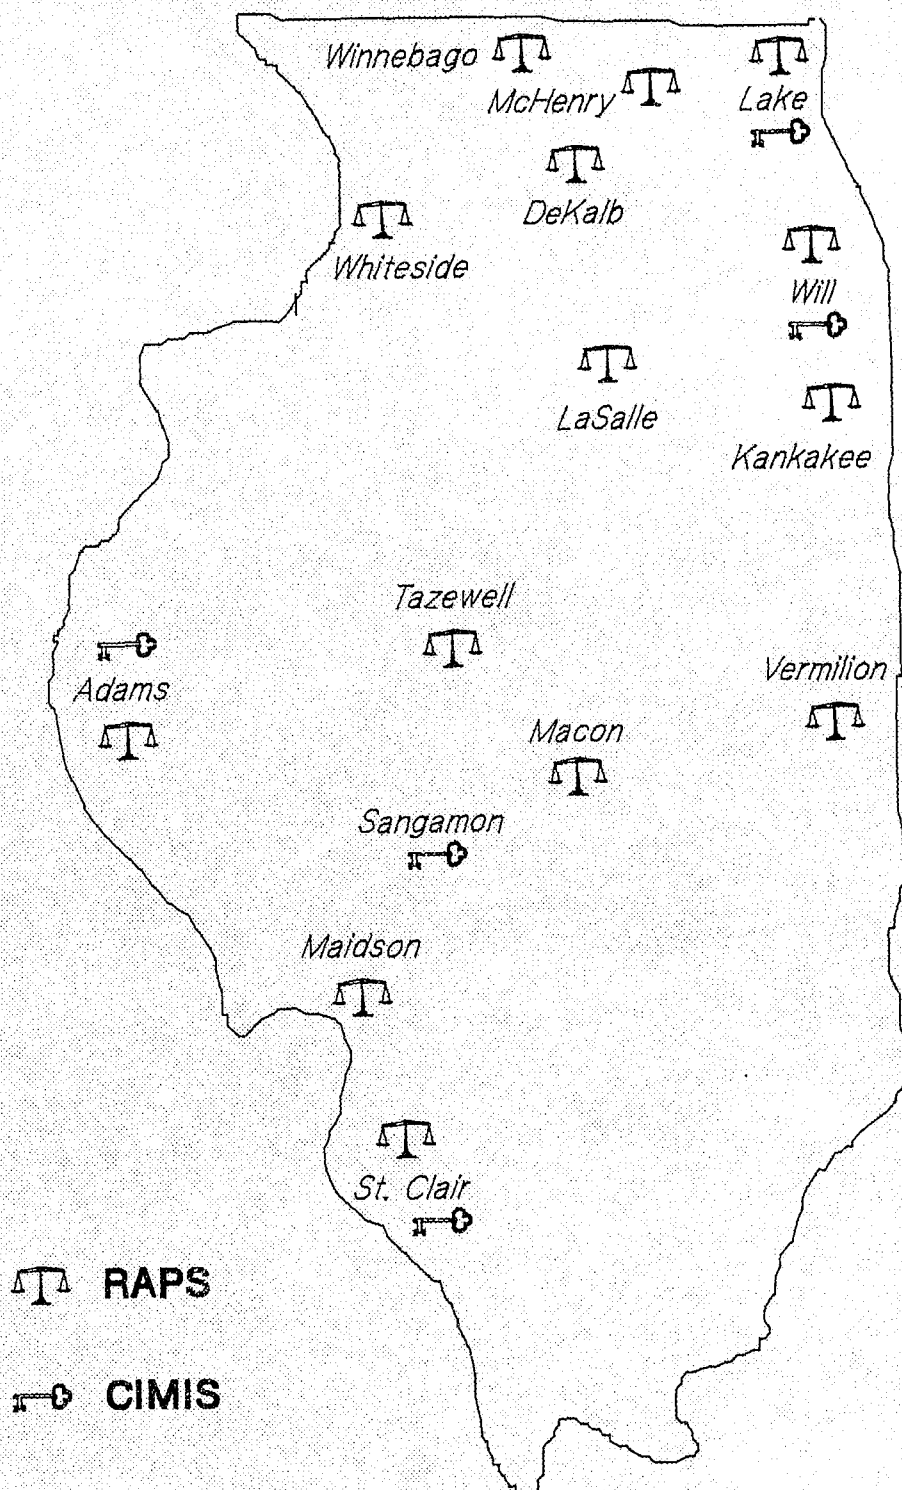 Winnebago
McHenry
Lake
DeKalb
Whiteside
Will
LaSalle
Kankakee
Tazewell
Adams
Vermilion
Macon
Sangamon
Maidson
St. Clair
RAPS
CIMIS